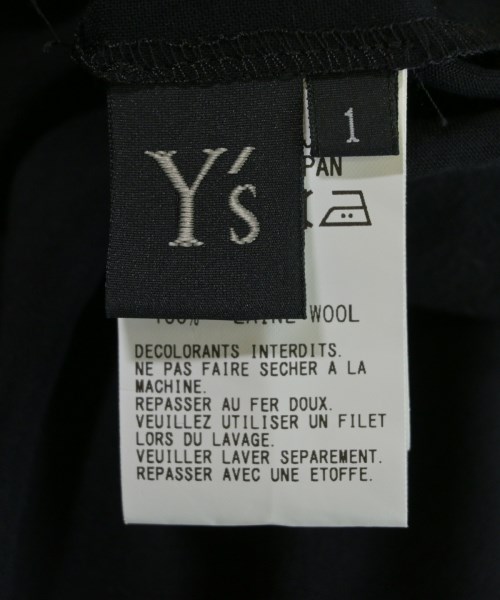 Y's
1
PAN
100% LAINE WOOL
DECOLORANTS INTERDITS.
NE PAS FAIRE SECHER A LA
MACHINE.
REPASSER AU FER DOUX.
VEUILLEZ UTILISER UN FILET
LORS DU LAVAGE.
VEUILLER LAVER SEPAREMENT.
REPASSER AVEC UNE ETOFFE.